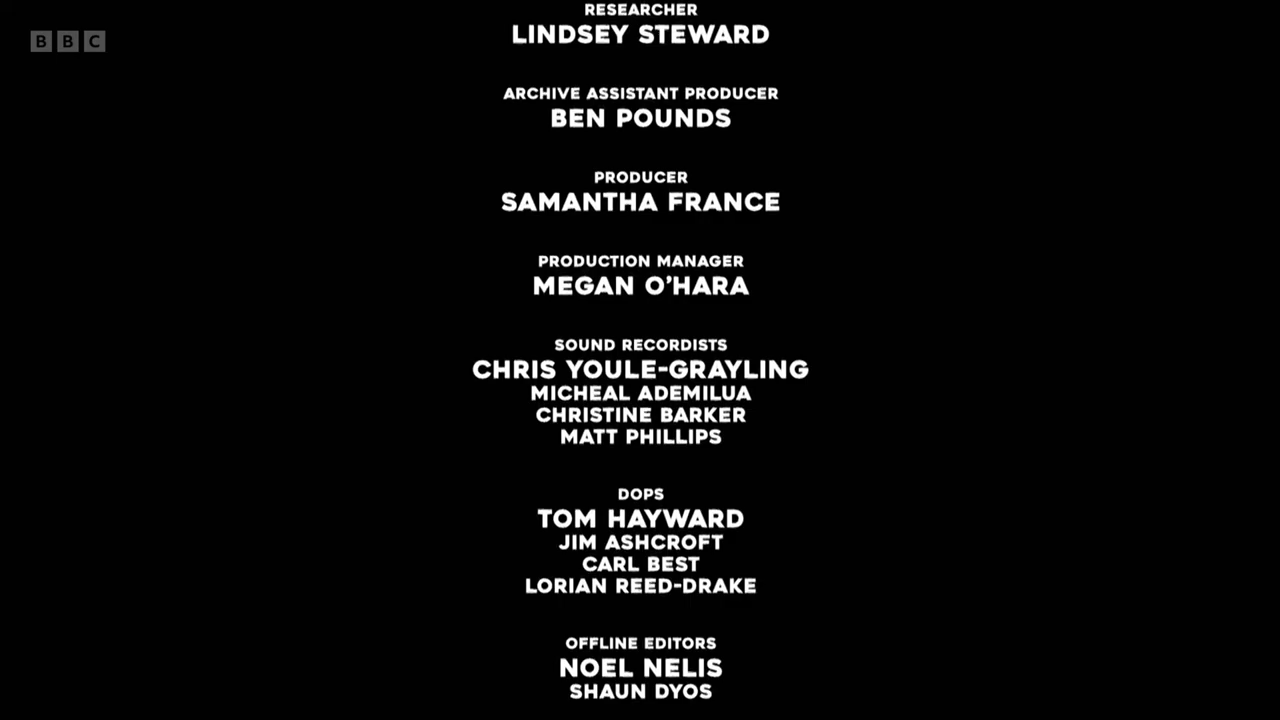 BBC
RESEARCHER
LINDSEY STEWARD
ARCHIVE ASSISTANT PRODUCER
BEN POUNDS
PRODUCER
SAMANTHA FRANCE
PRODUCTION MANAGER
MEGAN O’HARA
SOUND RECORDISTS
CHRIS YOULE-GRAYLING
MICHEAL ADEMILUA
CHRISTINE BARKER
MATT PHILLIPS
DOPS
TOM HAYWARD
JIM ASHCROFT
CARL BEST
LORIAN REED-DRAKE
OFFLINE EDITORS
NOEL NELIS
SHAUN DYOS